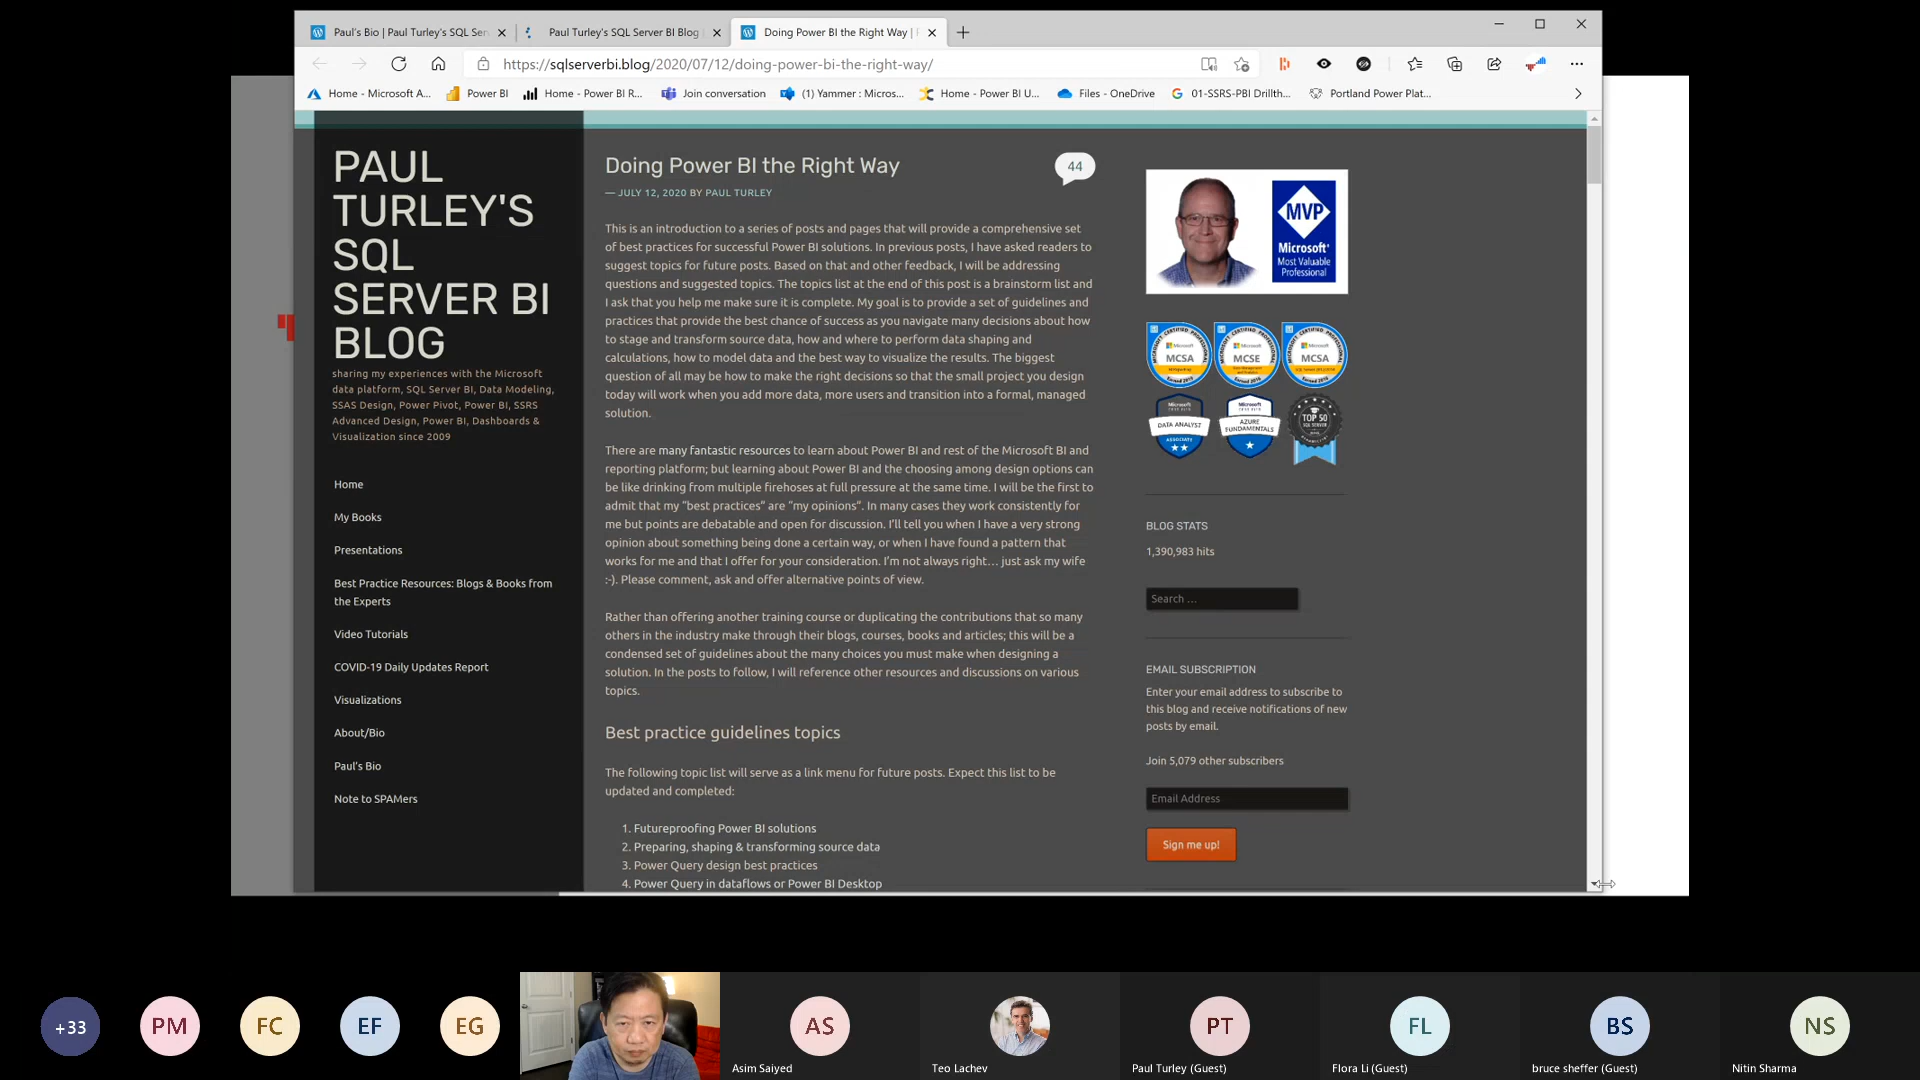 Paul's Bio | Paul Turley's SQL Ser
Paul Turley's SQL Server BI Blog
Doing Power BI the Right Way |
https://sqlserverbi.blog/2020/07/12/doing-power-bi-the-right-way/
Home - Microsoft A...
Power BI
Home - Power BI R...
Join conversation
(1) Yammer : Micros...
Home - Power BI U...
Files - OneDrive
01-SSRS-PBI Drillth...
Portland Power Plat...
PAUL
TURLEY'S
SQL
SERVER BI
BLOG
sharing my experiences with the Microsoft
data platform, SQL Server BI, Data Modeling,
SSAS Design, Power Pivot, Power BI, SSRS
Advanced Design, Power BI, Dashboards &
Visualization since 2009
Home
My Books
Presentations
Best Practice Resources: Blogs & Books from
the Experts
Video Tutorials
COVID-19 Daily Updates Report
Visualizations
About/Bio
Paul's Bio
Note to SPAMers
Doing Power BI the Right Way
44
— JULY 12, 2020 BY PAUL TURLEY
This is an introduction to a series of posts and pages that will provide a comprehensive set
of best practices for successful Power BI solutions. In previous posts, I have asked readers to
suggest topics for future posts. Based on that and other feedback, I will be addressing
questions and suggested topics. The topics list at the end of this post is a brainstorm list and
I ask that you help me make sure it is complete. My goal is to provide a set of guidelines and
practices that provide the best chance of success as you navigate many decisions about how
to stage and transform source data, how and where to perform data shaping and
calculations, how to model data and the best way to visualize the results. The biggest
question of all may be how to make the right decisions so that the small project you design
today will work when you add more data, more users and transition into a formal, managed
solution.
There are many fantastic resources to learn about Power BI and rest of the Microsoft BI and
reporting platform; but learning about Power BI and the choosing among design options can
be like drinking from multiple firehoses at full pressure at the same time. I will be the first to
admit that my “best practices” are “my opinions”. In many cases they work consistently for
me but points are debatable and open for discussion. I’ll tell you when I have a very strong
opinion about something being done a certain way, or when I have found a pattern that
works for me and that I offer for your consideration. I’m not always right… just ask my wife
:-). Please comment, ask and offer alternative points of view.
Rather than offering another training course or duplicating the contributions that so many
others in the industry make through their blogs, courses, books and articles; this will be a
condensed set of guidelines about the many choices you must make when designing a
solution. In the posts to follow, I will reference other resources and discussions on various
topics.
Best practice guidelines topics
The following topic list will serve as a link menu for future posts. Expect this list to be
updated and completed:
1. Futureproofing Power BI solutions
2. Preparing, shaping & transforming source data
3. Power Query design best practices
4. Power Query in dataflows or Power BI Desktop
MVP
Microsoft®
Most Valuable
Professional
Microsoft
MCSA
Microsoft
MCSE
Microsoft
MCSA
DATA ANALYST
ASSOCIATE
AZURE
FUNDAMENTALS
TOP 50
SQL SERVER
BLOG STATS
1,390,983 hits
Search …
EMAIL SUBSCRIPTION
Enter your email address to subscribe to
this blog and receive notifications of new
posts by email.
Join 5,079 other subscribers
Email Address
Sign me up!
+33
PM
FC
EF
EG
AS
Asim Saiyed
Teo Lachev
PT
Paul Turley (Guest)
FL
Flora Li (Guest)
BS
bruce sheffer (Guest)
NS
Nitin Sharma